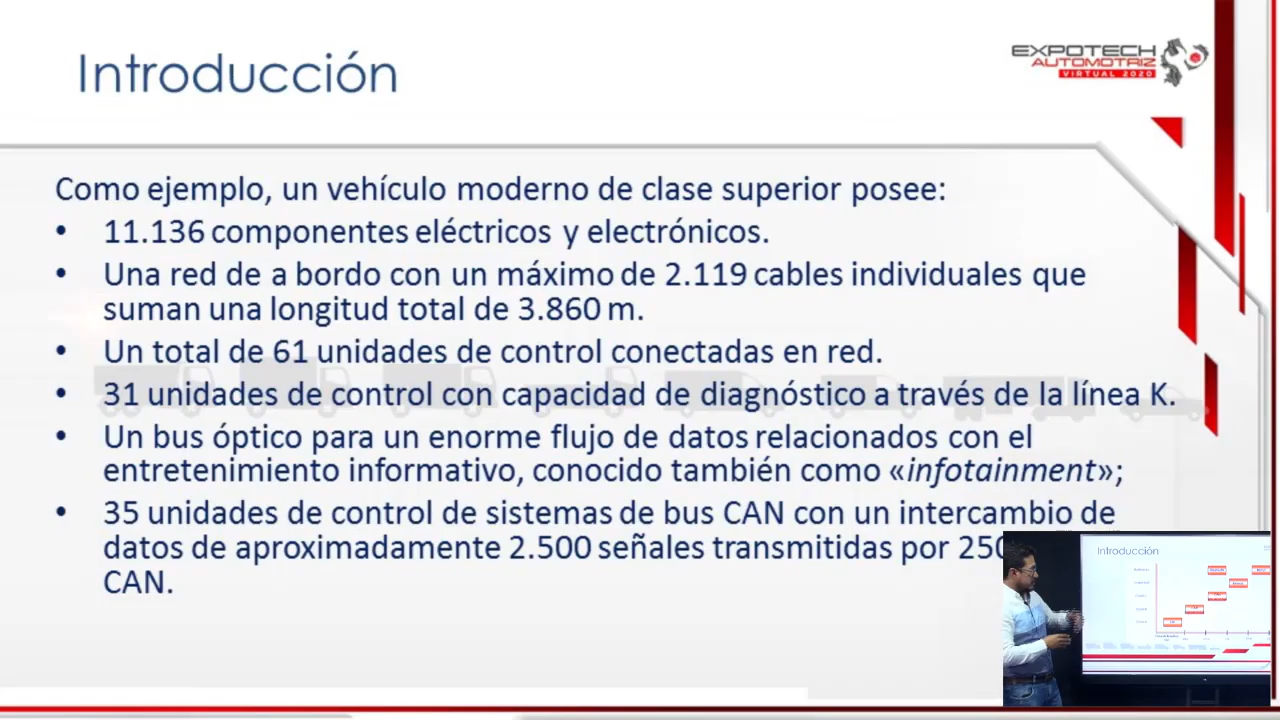 Introducción
EXPOTECH
AUTOMOTRIZ
VIRTUAL 2020
Como ejemplo, un vehículo moderno de clase superior posee:
• 11.136 componentes eléctricos y electrónicos.
• Una red de a bordo con un máximo de 2.119 cables individuales que
suman una longitud total de 3.860 m.
• Un total de 61 unidades de control conectadas en red.
• 31 unidades de control con capacidad de diagnóstico a través de la línea K.
• Un bus óptico para un enorme flujo de datos relacionados con el
entretenimiento informativo, conocido también como «infotainment»;
• 35 unidades de control de sistemas de bus CAN con un intercambio de
datos de aproximadamente 2.500 señales transmitidas por
CAN.
Introducción